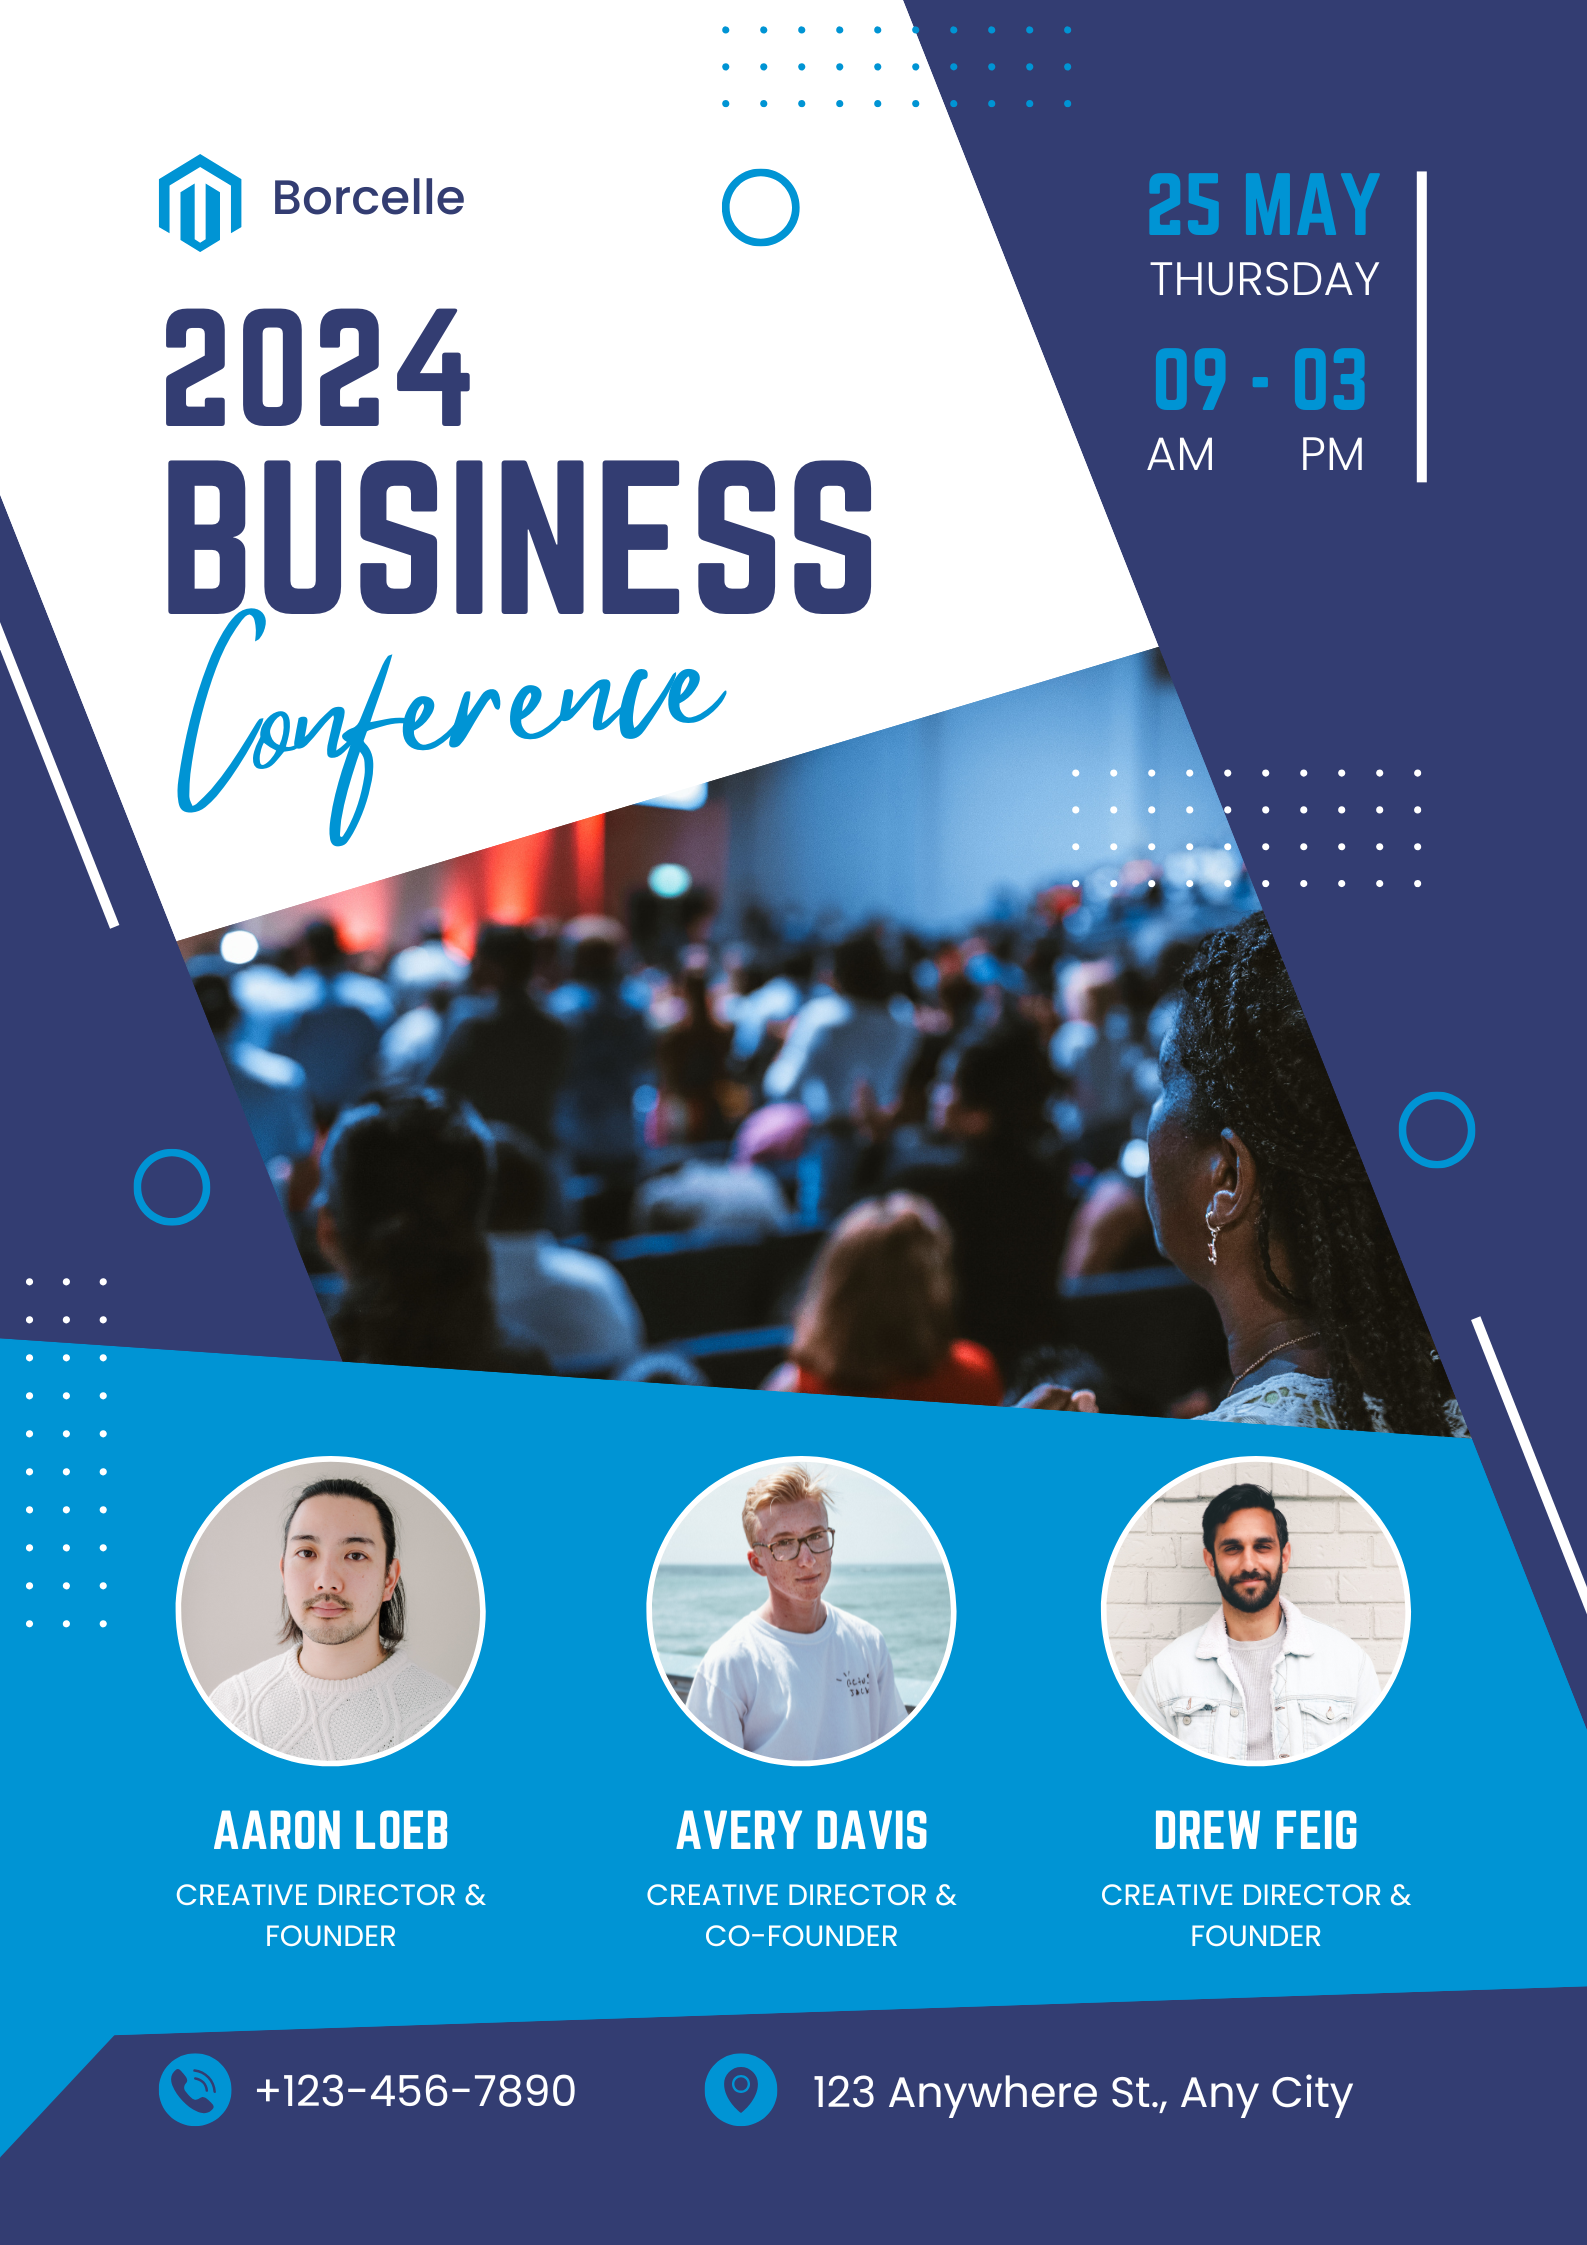 Borcelle
2024
BUSINESS
Conference
25 MAY
THURSDAY
09 - 03
AM PM
AARON LOEB
CREATIVE DIRECTOR &
FOUNDER
AVERY DAVIS
CREATIVE DIRECTOR &
CO-FOUNDER
DREW FEIG
CREATIVE DIRECTOR &
FOUNDER
+123-456-7890
123 Anywhere St., Any City